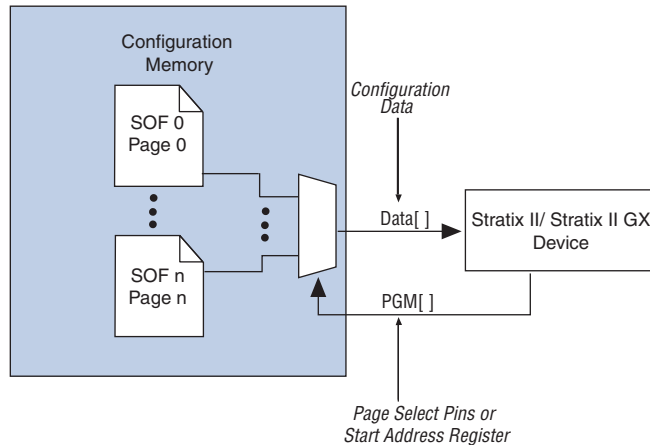 Configuration
Memory
SOF 0
Page 0
SOF n
Page n
Configuration
Data
Data[ ]
Stratix II/ Stratix II GX
Device
PGM[ ]
Page Select Pins or
Start Address Register